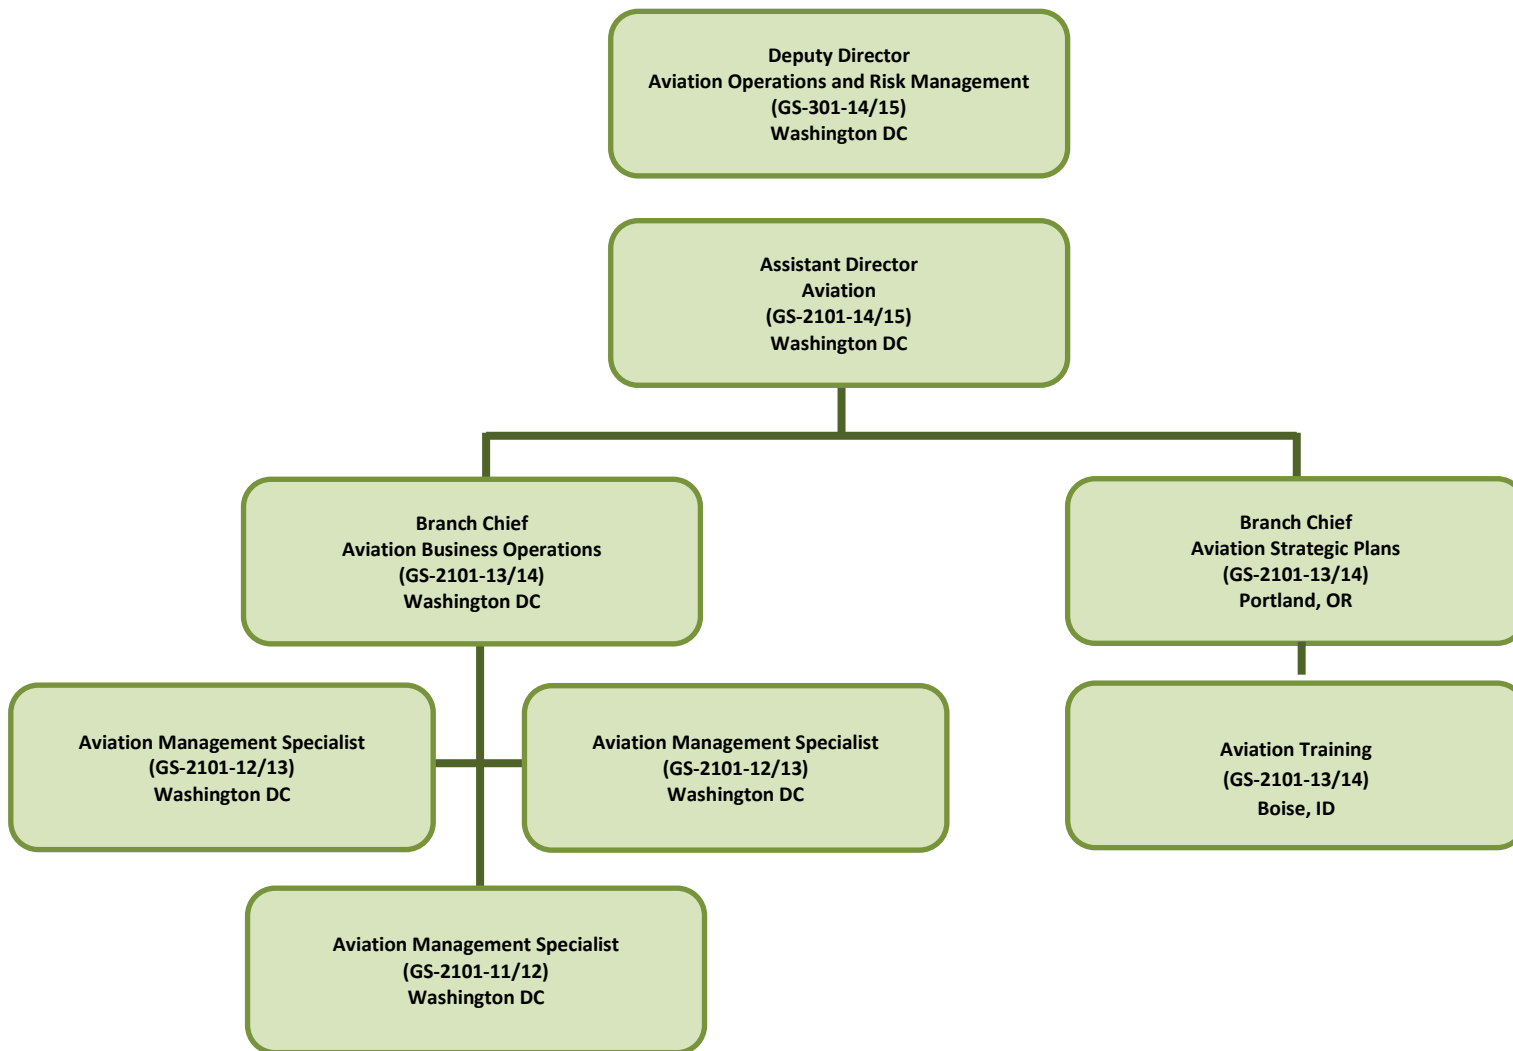 Deputy Director
Aviation Operations and Risk Management
(GS-301-14/15)
Washington DC
Assistant Director
Aviation
(GS-2101-14/15)
Washington DC
Branch Chief
Aviation Business Operations
(GS-2101-13/14)
Washington DC
Branch Chief
Aviation Strategic Plans
(GS-2101-13/14)
Portland, OR
Aviation Management Specialist
(GS-2101-12/13)
Washington DC
Aviation Management Specialist
(GS-2101-12/13)
Washington DC
Aviation Training
(GS-2101-13/14)
Boise, ID
Aviation Management Specialist
(GS-2101-11/12)
Washington DC